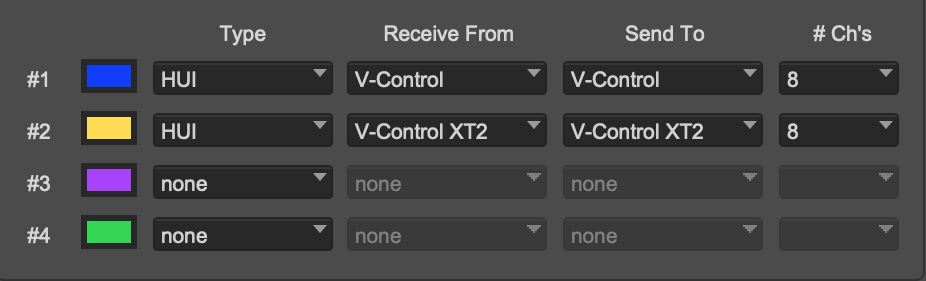 Type Receive From Send To # Ch's
#1 HUI V-Control V-Control 8
#2 HUI V-Control XT2 V-Control XT2 8
#3 none none none
#4 none none none